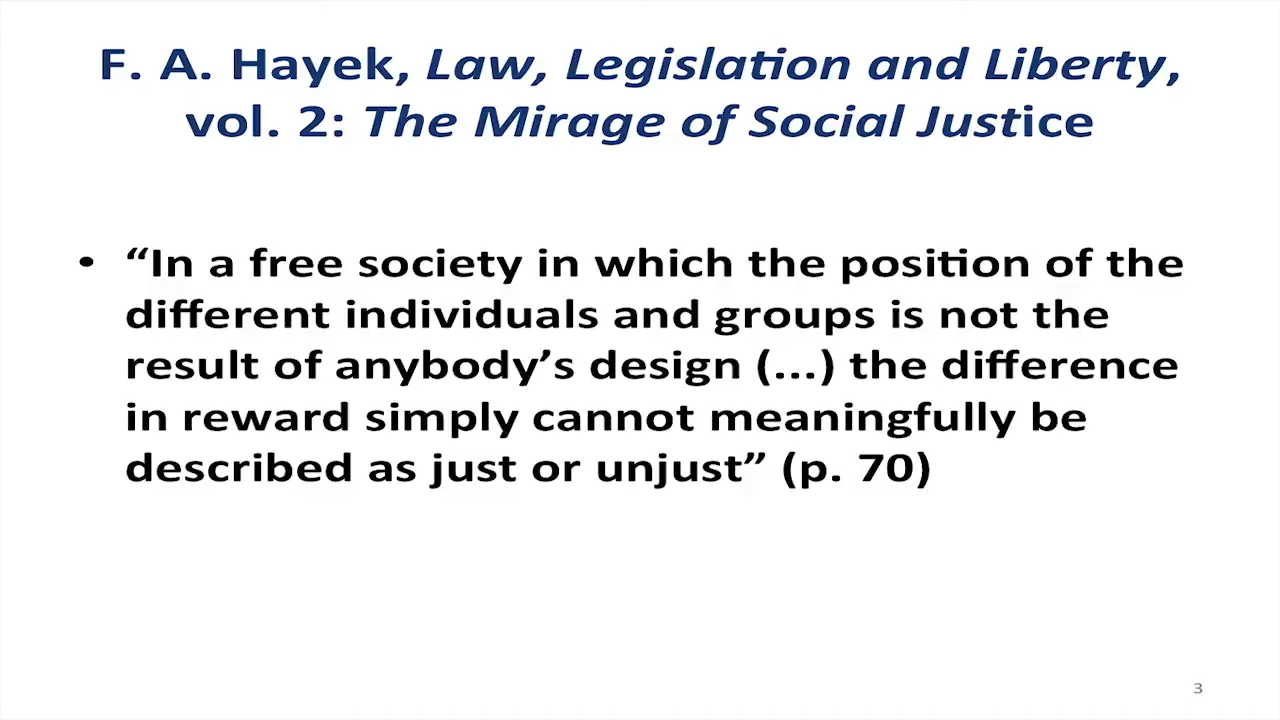 F. A. Hayek, Law, Legislation and Liberty,
vol. 2: The Mirage of Social Justice
• “In a free society in which the position of the
different individuals and groups is not the
result of anybody’s design (...) the difference
in reward simply cannot meaningfully be
described as just or unjust” (p. 70)
3